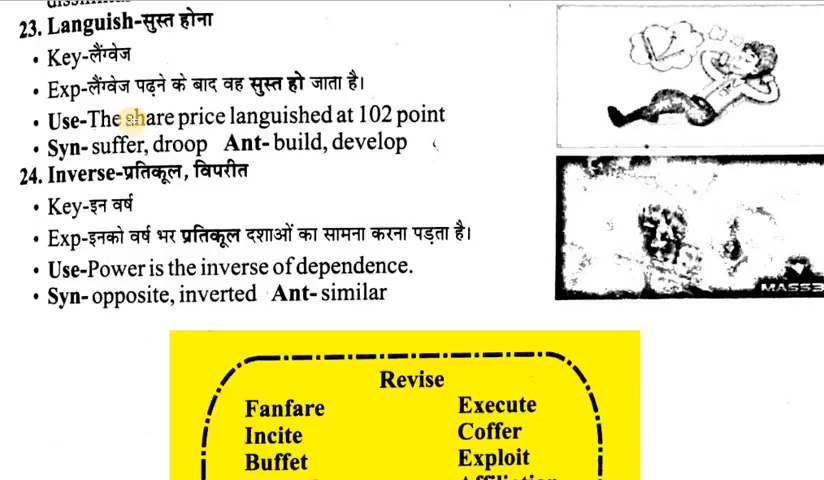 23. Languish-सुस्त होना
• Key-लैंग्वेज
• Exp-लैंग्वेज पढ़ने के बाद वह सुस्त हो जाता है।
• Use-The share price languished at 102 point
• Syn- suffer, droop Ant- build, develop
24. Inverse-प्रतिकूल, विपरीत
• Key-इन वर्ष
• Exp-इनको वर्ष भर प्रतिकूल दशाओं का सामना करना पड़ता है।
• Use-Power is the inverse of dependence.
• Syn- opposite, inverted Ant- similar
Revise
Fanfare Execute
Incite Coffer
Buffet Exploit